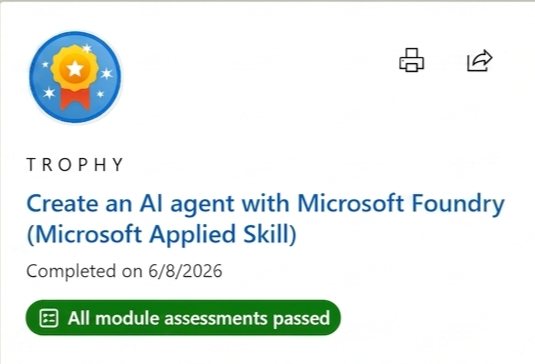 TROPHY
Create an AI agent with Microsoft Foundry
(Microsoft Applied Skill)
Completed on 6/8/2026
All module assessments passed